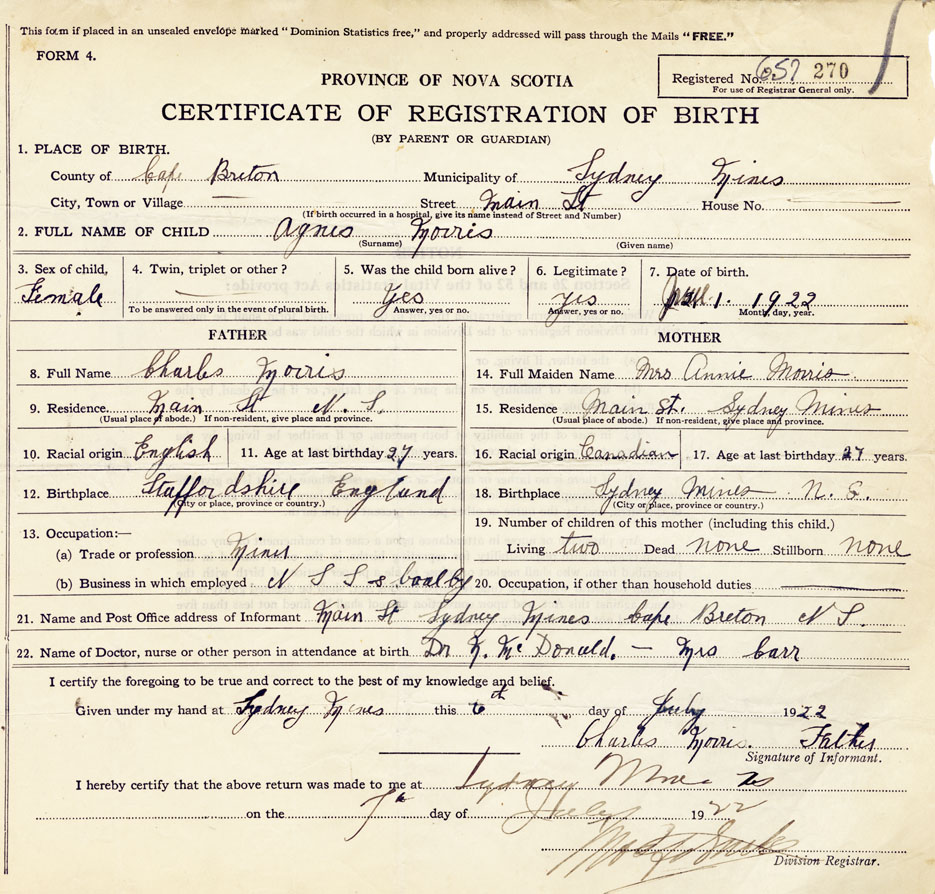 This form if placed in an unsealed envelope marked "Dominion Statistics free," and properly addressed will pass through the Mails "FREE."
FORM 4.
Registered No. 657 270
For use of Registrar General only.
PROVINCE OF NOVA SCOTIA
CERTIFICATE OF REGISTRATION OF BIRTH
(BY PARENT OR GUARDIAN)
1. PLACE OF BIRTH.
County of Cape Breton Municipality of Sydney Mines
City, Town or Village — Street Main St House No. —
(If birth occurred in a hospital, give its name instead of Street and Number)
2. FULL NAME OF CHILD Agnes Morris
(Surname) (Given name)
3. Sex of child. 4. Twin, triplet or other? 5. Was the child born alive? 6. Legitimate? 7. Date of birth.
Female — Yes yes 1. 1922
To be answered only in the event of plural birth. Answer, yes or no. Answer, yes or no. Month, day, year.
FATHER MOTHER
8. Full Name Charles Morris 14. Full Maiden Name Mrs Annie Morris
9. Residence. Main St N. S. 15. Residence Main St. Sydney Mines
(Usual place of abode.) If non-resident, give place and province. (Usual place of abode.) If non-resident, give place and province.
10. Racial origin English 11. Age at last birthday 27 years. 16. Racial origin Canadian 17. Age at last birthday 27 years.
12. Birthplace Staffordshire England 18. Birthplace Sydney Mines
(City or place, province or country.) (City or place, province or country.)
13. Occupation:— 19. Number of children of this mother (including this child.)
(a) Trade or profession Miner Living two Dead none Stillborn none
(b) Business in which employed N S S 20. Occupation, if other than household duties —
21. Name and Post Office address of Informant Main St Sydney Mines Cape Breton N S.
22. Name of Doctor, nurse or other person in attendance at birth Dr Mc Donald. — Mrs Carr
I certify the foregoing to be true and correct to the best of my knowledge and belief.
Given under my hand at Sydney Mines this 6th day of July 1922
Charles Morris. Father
Signature of Informant.
I hereby certify that the above return was made to me at Sydney Mines
on the 7th day of July 1922
Division Registrar.